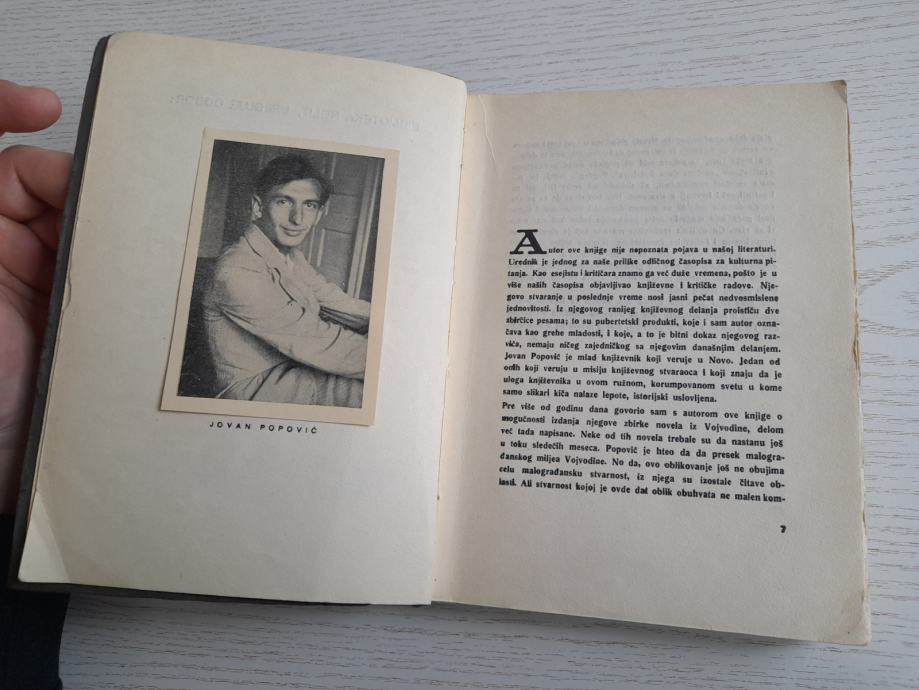 JOVAN POPOVIĆ
Autor ove knjige nije nepoznata pojava u našoj literaturi.
Urednik je jednog za naše prilike odličnog časopisa za kulturna pi-
tanja. Kao esejistu i kritičara znamo ga već duže vremena, pošto je u
više naših časopisa objavljivao književne i kritičke radove. Nje-
govo stvaranje u poslednje vreme nosi jasni pečat nedvosmislene
jednovitosti. Iz njegovog ranijeg književnog delanja proističu dve
zbirčice pesama; to su pubertetski produkti, koje i sam autor ozna-
čava kao grehe mladosti, i koje, a to je bitni dokaz njegovog raz-
vića, nemaju ničeg zajedničkog sa njegovim današnjim delanjem.
Jovan Popović je mlad književnik koji veruje u Novo. Jedan od
onih koji veruju u misiju književnog stvaraoca i koji znaju da je
uloga književnika u ovom ružnom, korumpovanom svetu u kome
samo slikari kiča nalaze lepote, istorijski uslovljena.
Pre više od godinu dana govorio sam s autorom ove knjige o
mogućnosti izdanja njegove zbirke novela iz Vojvodine, delom
već tada napisane. Neke od tih novela trebale su da nastanu još
u toku sledećih meseca. Popović je hteo da da presek malogra-
đanskog miljea Vojvodine. No da, ovo oblikovanje još ne obujima
celu malograđansku stvarnost, iz njega su izostale čitave ob-
lasti. Ali stvarnost kojoj je ovde dat oblik obuhvata ne malen kom-
7